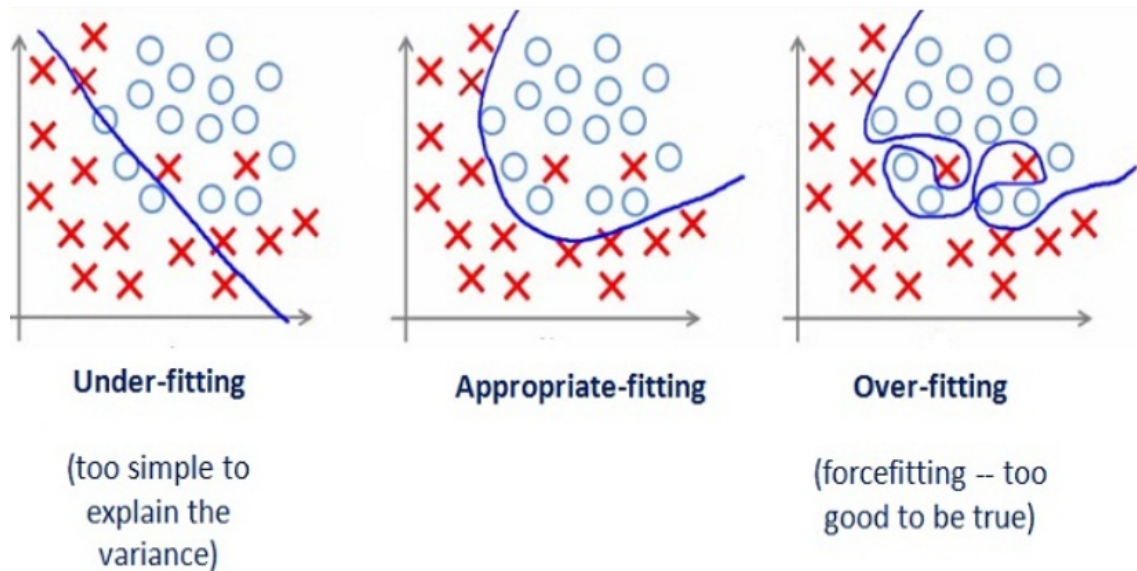 Under-fitting
Appropriate-fitting
Over-fitting
(too simple to
explain the
variance)
(forcefitting -- too
good to be true)